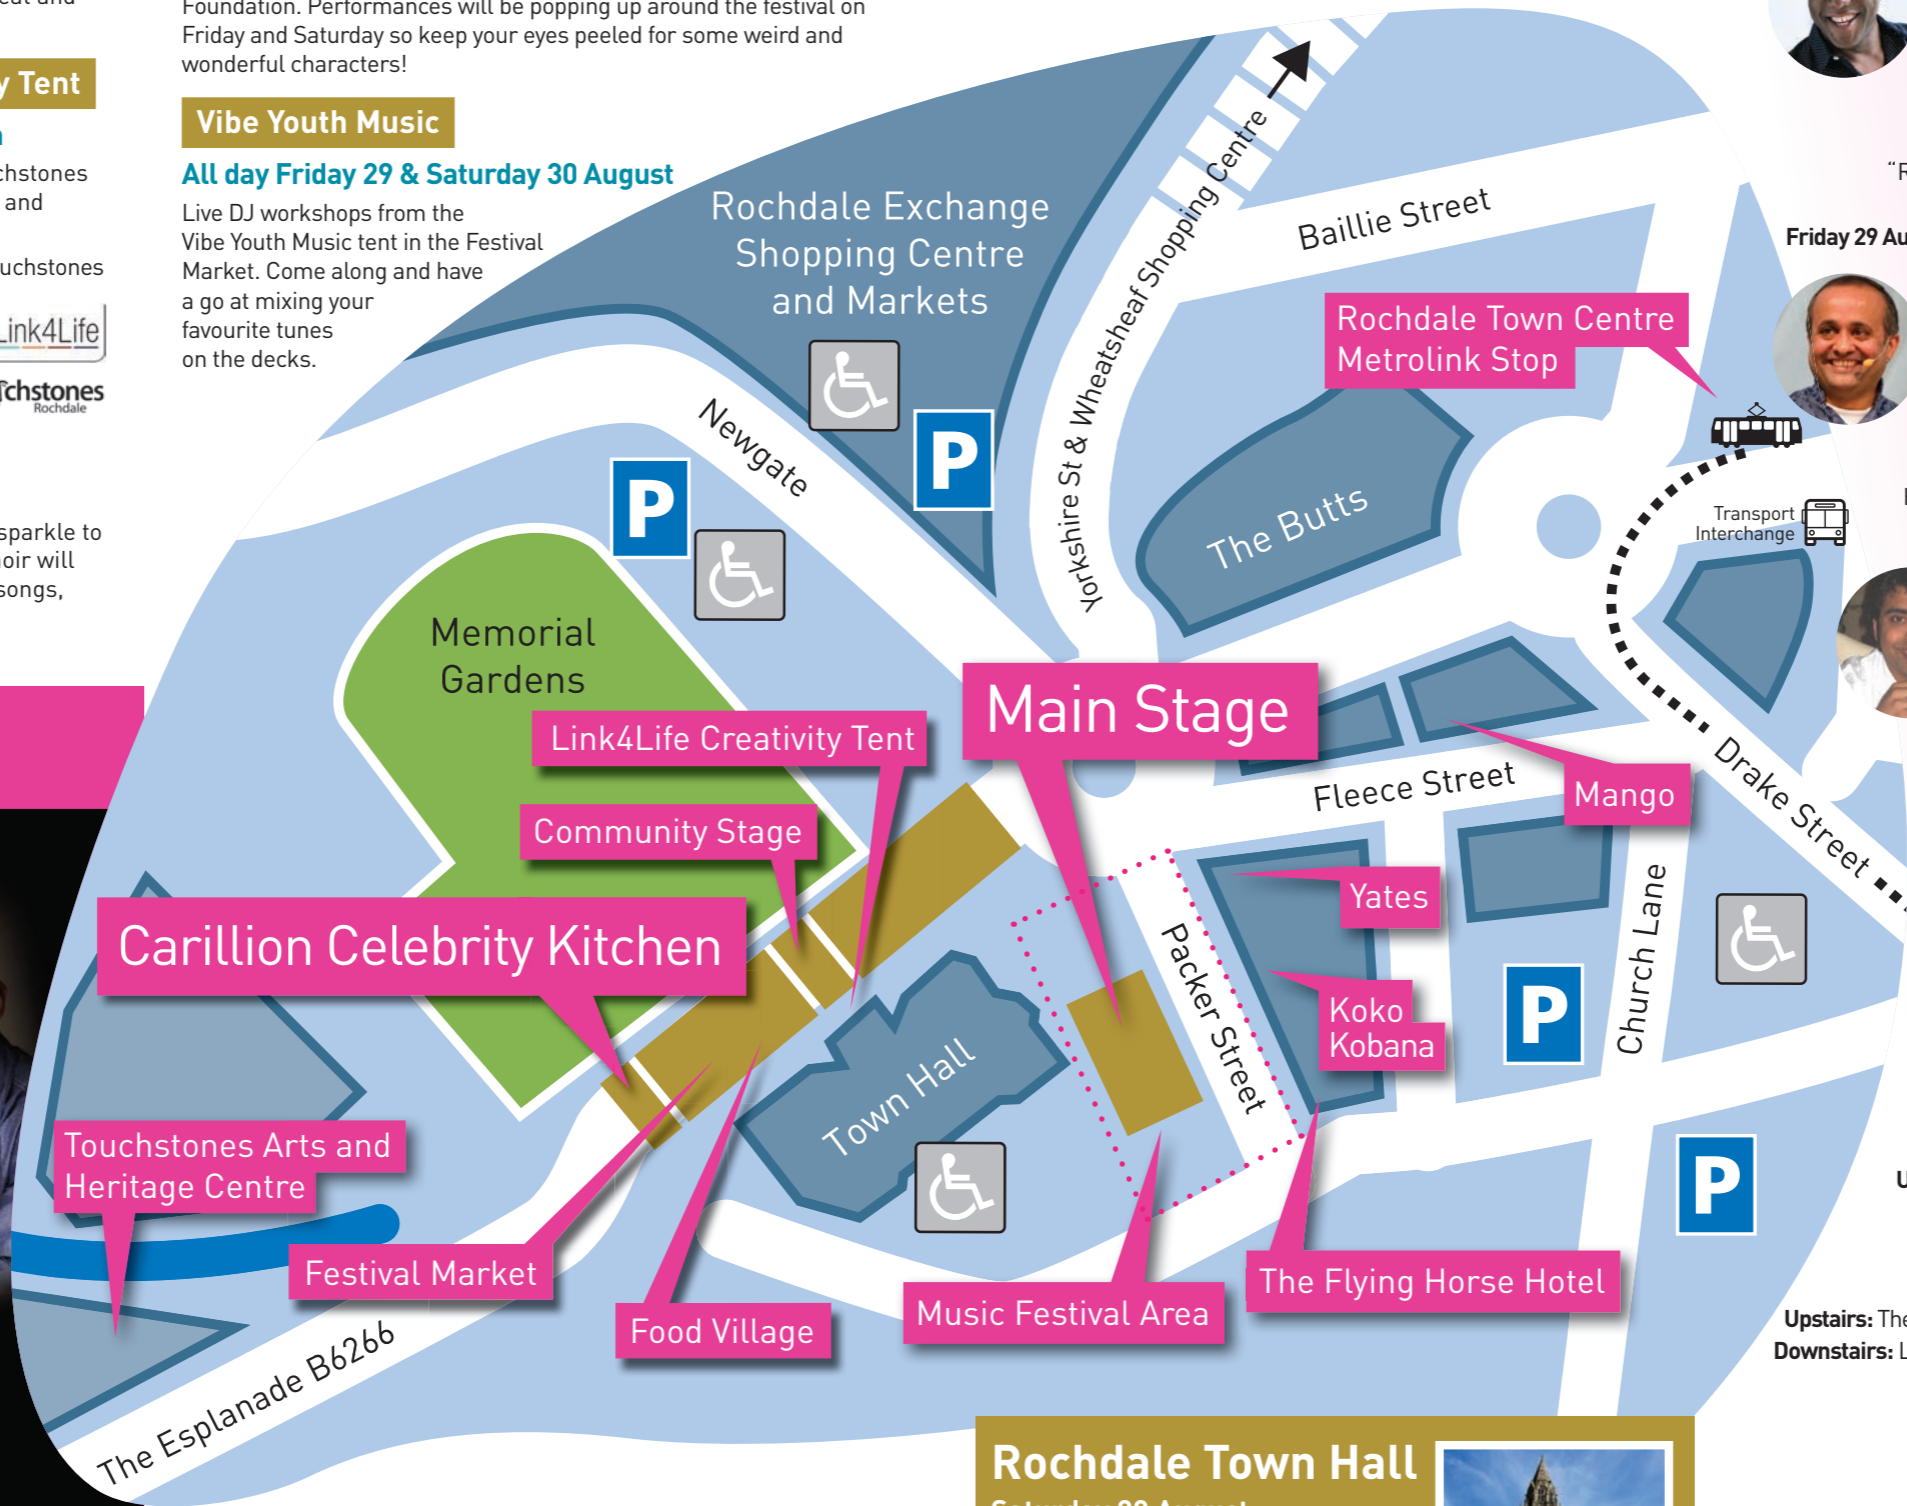 Foundation. Performances will be popping up around the festival on
Friday and Saturday so keep your eyes peeled for some weird and
wonderful characters!
y Tent
Vibe Youth Music
All day Friday 29 & Saturday 30 August
Live DJ workshops from the
Vibe Youth Music tent in the Festival
Market. Come along and have
a go at mixing your
favourite tunes
on the decks.
chstones
and
uchstones
Link4Life
chstones
Rochdale
sparkle to
oir will
songs,
Rochdale Exchange
Shopping Centre
and Markets
Yorkshire St & Wheatsheaf Shopping Centre
Baillie Street
Friday 29 Au
Rochdale Town Centre
Metrolink Stop
Newgate
P
P
The Butts
Transport
Interchange
Memorial
Gardens
Link4Life Creativity Tent
Main Stage
Community Stage
Fleece Street
Mango
Drake Street
Carillion Celebrity Kitchen
Yates
Packer Street
Koko
Kobana
P
Church Lane
Town Hall
Touchstones Arts and
Heritage Centre
P
Festival Market
Food Village
Music Festival Area
The Flying Horse Hotel
The Esplanade B6266
Upstairs: The
Downstairs: L
Rochdale Town Hall